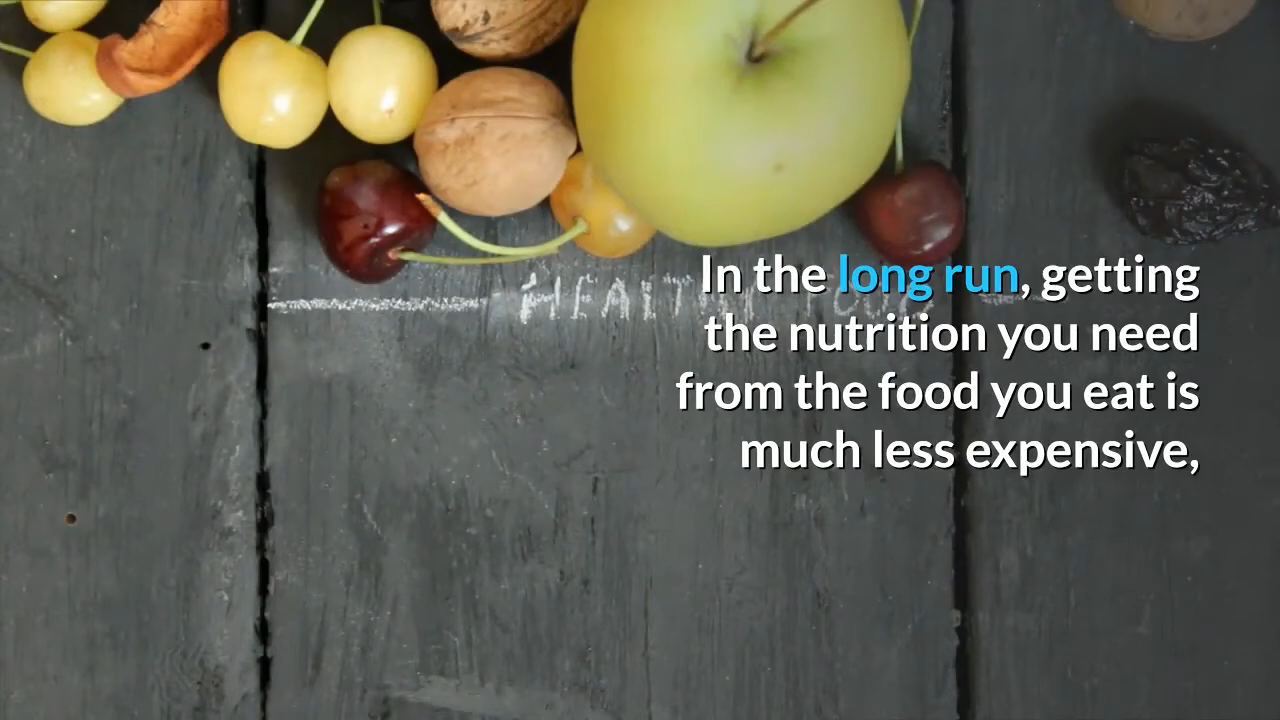 In the long run, getting
the nutrition you need
from the food you eat is
much less expensive,